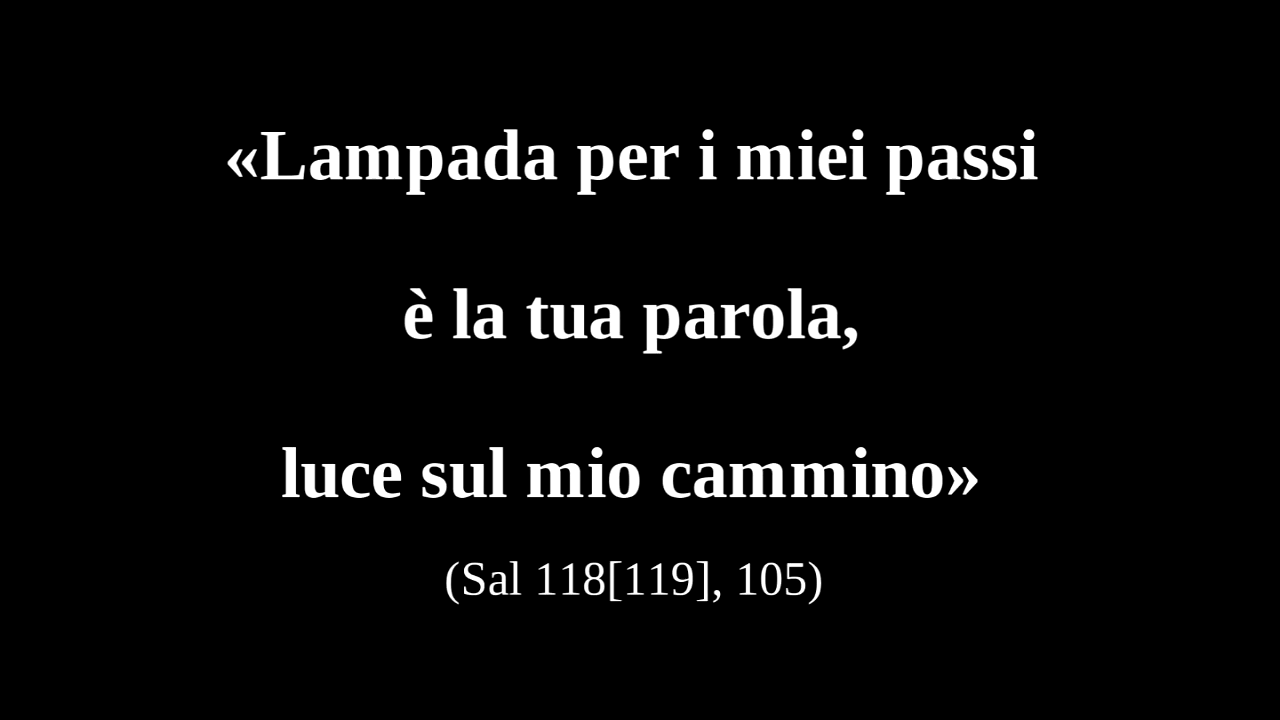 «Lampada per i miei passi
è la tua parola,
luce sul mio cammino»
(Sal 118[119], 105)